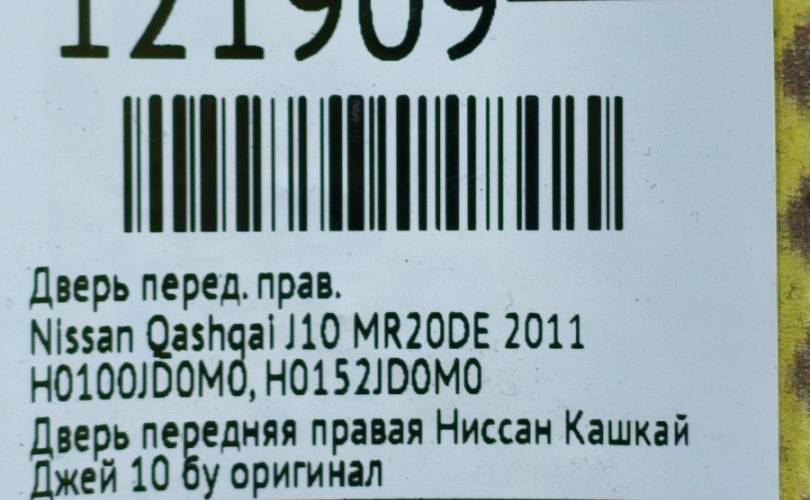 121909
Дверь перед. прав.
Nissan Qashqai J10 MR20DE 2011
H0100JD0M0, H0152JD0M0
Дверь передняя правая Ниссан Кашкай
Джей 10 бу оригинал